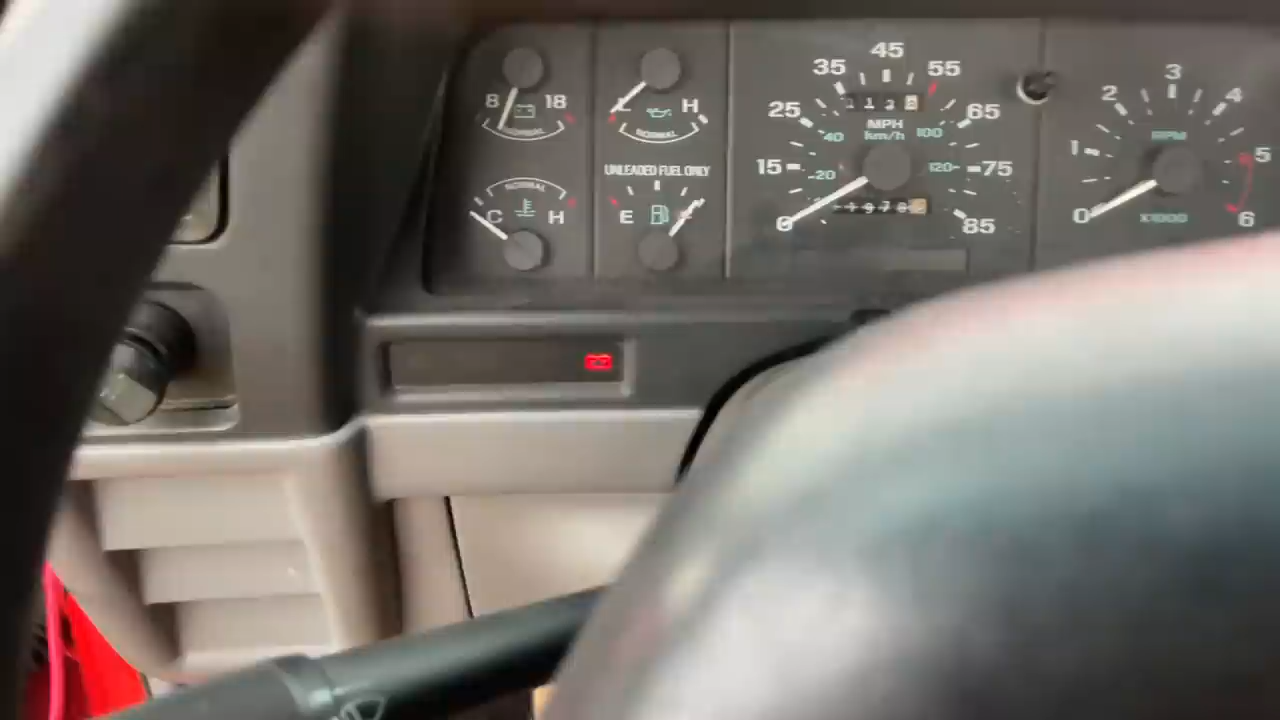 8 18
NORMAL
L H
NORMAL
NORMAL
C H
UNLEADED FUEL ONLY
E
0 15 25 35 45 55 65 75 85
MPH
km/h
20 40 100 120
0 1 2 3 4 5 6
RPM
X1000